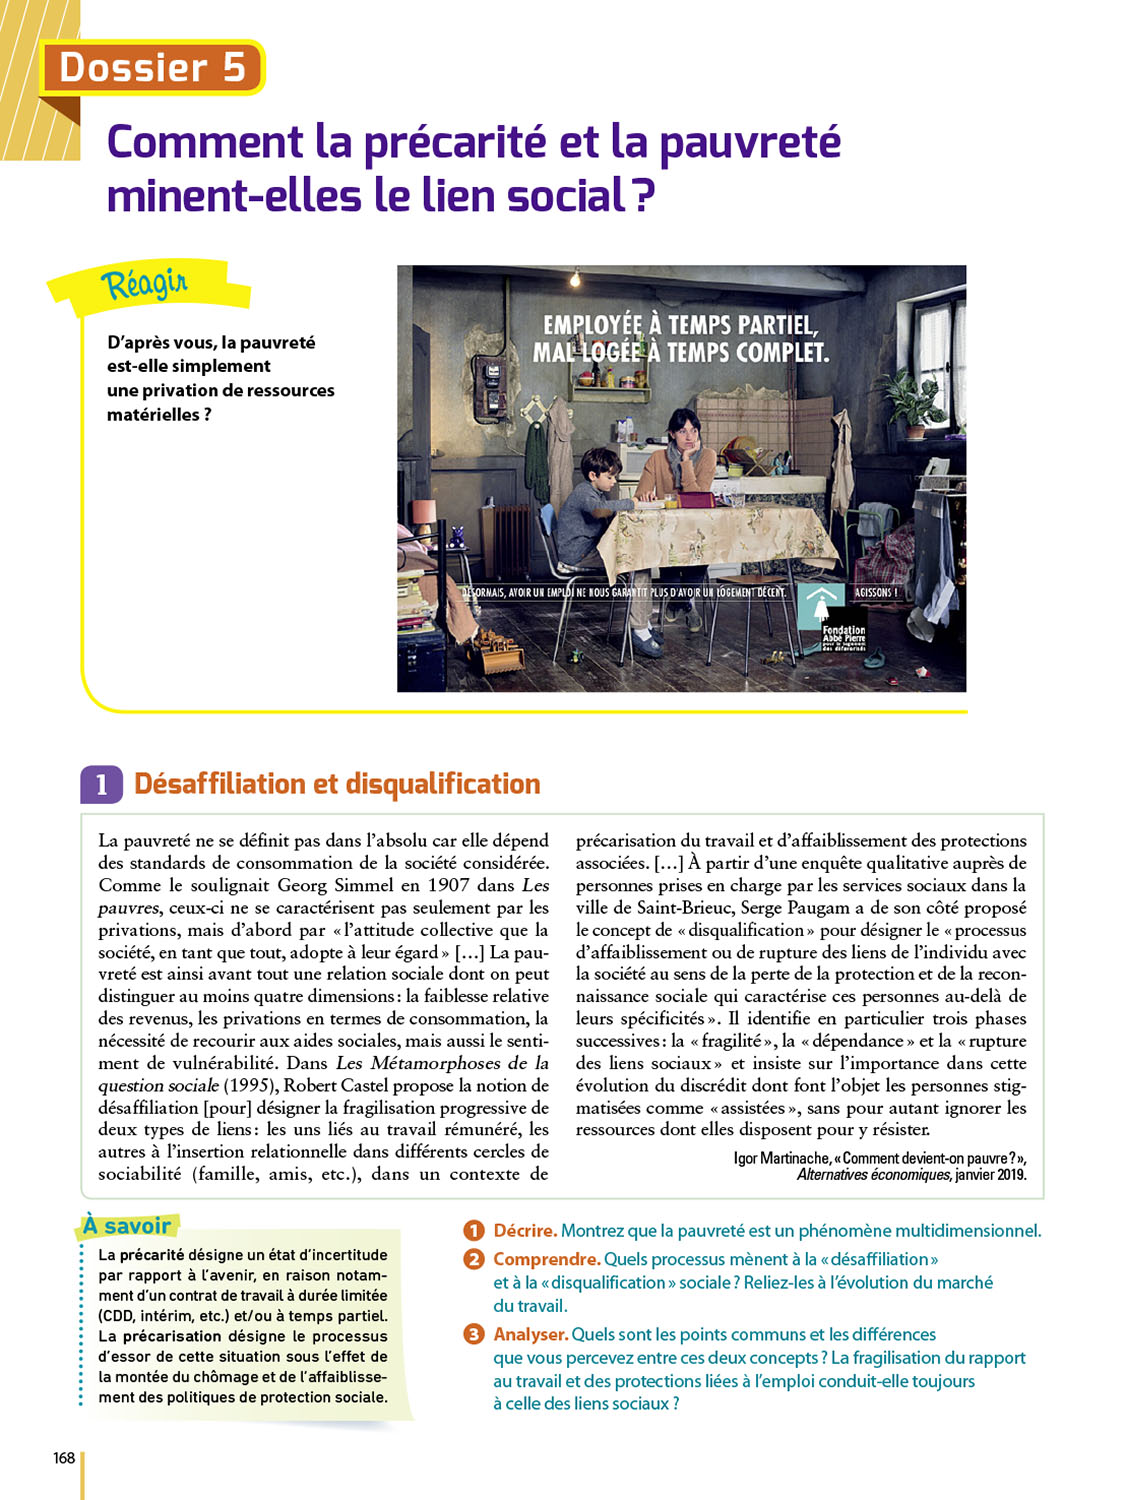 Dossier 5
Comment la précarité et la pauvreté
minent-elles le lien social ?
Réagir
D'après vous, la pauvreté
est-elle simplement
une privation de ressources
matérielles ?
EMPLOYÉE À TEMPS PARTIEL,
MAL LOGÉE À TEMPS COMPLET.
DÉSORMAIS, AVOIR UN EMPLOI NE NOUS GARANTIT PLUS D'AVOIR UN LOGEMENT DÉCENT.
AGISSONS !
Fondation
Abbé Pierre
pour le logement
des défavorisés
1 Désaffiliation et disqualification
La pauvreté ne se définit pas dans l'absolu car elle dépend
des standards de consommation de la société considérée.
Comme le soulignait Georg Simmel en 1907 dans Les
pauvres, ceux-ci ne se caractérisent pas seulement par les
privations, mais d'abord par « l'attitude collective que la
société, en tant que tout, adopte à leur égard » […] La pau-
vreté est ainsi avant tout une relation sociale dont on peut
distinguer au moins quatre dimensions : la faiblesse relative
des revenus, les privations en termes de consommation, la
nécessité de recourir aux aides sociales, mais aussi le senti-
ment de vulnérabilité. Dans Les Métamorphoses de la
question sociale (1995), Robert Castel propose la notion de
désaffiliation [pour] désigner la fragilisation progressive de
deux types de liens : les uns liés au travail rémunéré, les
autres à l'insertion relationnelle dans différents cercles de
sociabilité (famille, amis, etc.), dans un contexte de
précarisation du travail et d'affaiblissement des protections
associées. […] À partir d'une enquête qualitative auprès de
personnes prises en charge par les services sociaux dans la
ville de Saint-Brieuc, Serge Paugam a de son côté proposé
le concept de « disqualification » pour désigner le « processus
d'affaiblissement ou de rupture des liens de l'individu avec
la société au sens de la perte de la protection et de la recon-
naissance sociale qui caractérise ces personnes au-delà de
leurs spécificités ». Il identifie en particulier trois phases
successives : la « fragilité », la « dépendance » et la « rupture
des liens sociaux » et insiste sur l'importance dans cette
évolution du discrédit dont font l'objet les personnes stig-
matisées comme « assistées », sans pour autant ignorer les
ressources dont elles disposent pour y résister.
Igor Martinache, « Comment devient-on pauvre ? »,
Alternatives économiques, janvier 2019.
À savoir
La précarité désigne un état d'incertitude
par rapport à l'avenir, en raison notam-
ment d'un contrat de travail à durée limitée
(CDD, intérim, etc.) et/ou à temps partiel.
La précarisation désigne le processus
d'essor de cette situation sous l'effet de
la montée du chômage et de l'affaiblisse-
ment des politiques de protection sociale.
1 Décrire. Montrez que la pauvreté est un phénomène multidimensionnel.
2 Comprendre. Quels processus mènent à la « désaffiliation »
et à la « disqualification » sociale ? Reliez-les à l'évolution du marché
du travail.
3 Analyser. Quels sont les points communs et les différences
que vous percevez entre ces deux concepts ? La fragilisation du rapport
au travail et des protections liées à l'emploi conduit-elle toujours
à celle des liens sociaux ?
168